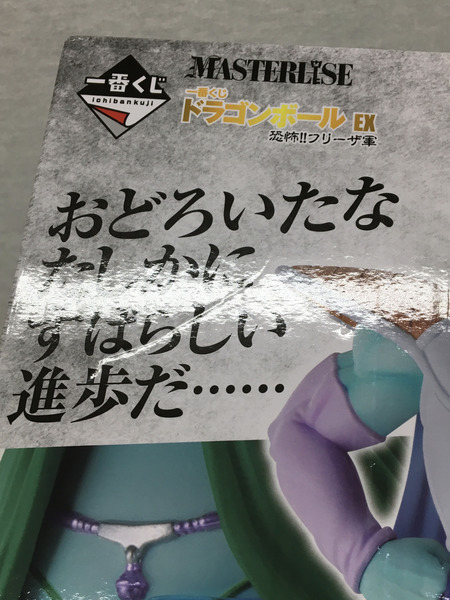 一番くじ
ichibankuji
MASTERLISE
一番くじ
ドラゴンボール EX
恐怖!!フリーザ軍
おどろいたな
たしかに
すばらしい
進歩だ……